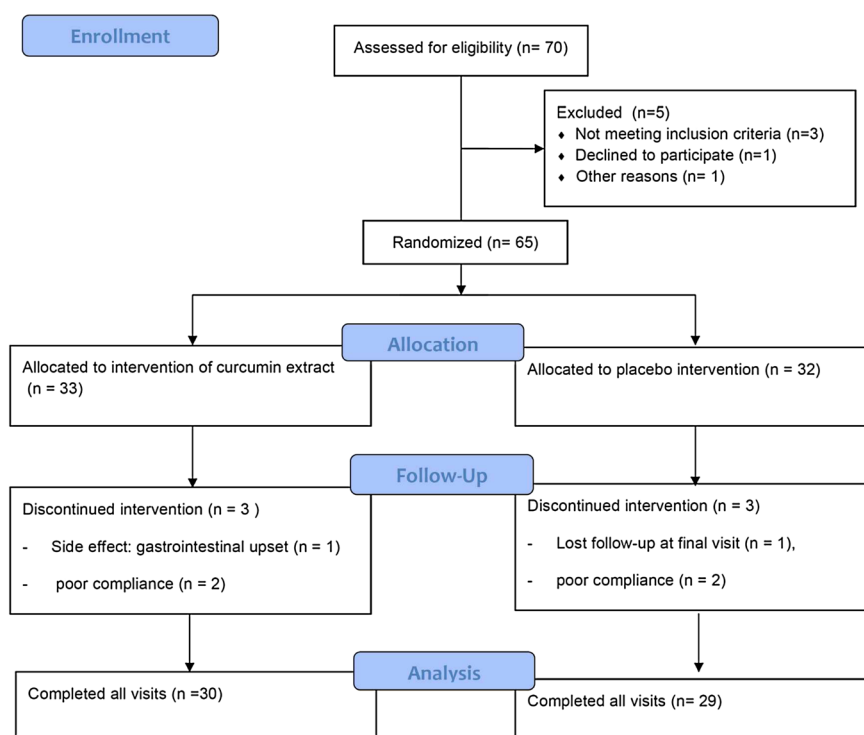 Enrollment
Assessed for eligibility (n= 70)
Excluded (n=5)
♦ Not meeting inclusion criteria (n=3)
♦ Declined to participate (n=1)
♦ Other reasons (n= 1)
Randomized (n= 65)
Allocation
Allocated to intervention of curcumin extract
(n = 33)
Allocated to placebo intervention (n = 32)
Follow-Up
Discontinued intervention (n = 3 )
- Side effect: gastrointestinal upset (n = 1)
- poor compliance (n = 2)
Discontinued intervention (n = 3)
- Lost follow-up at final visit (n = 1),
- poor compliance (n = 2)
Analysis
Completed all visits (n =30)
Completed all visits (n= 29)